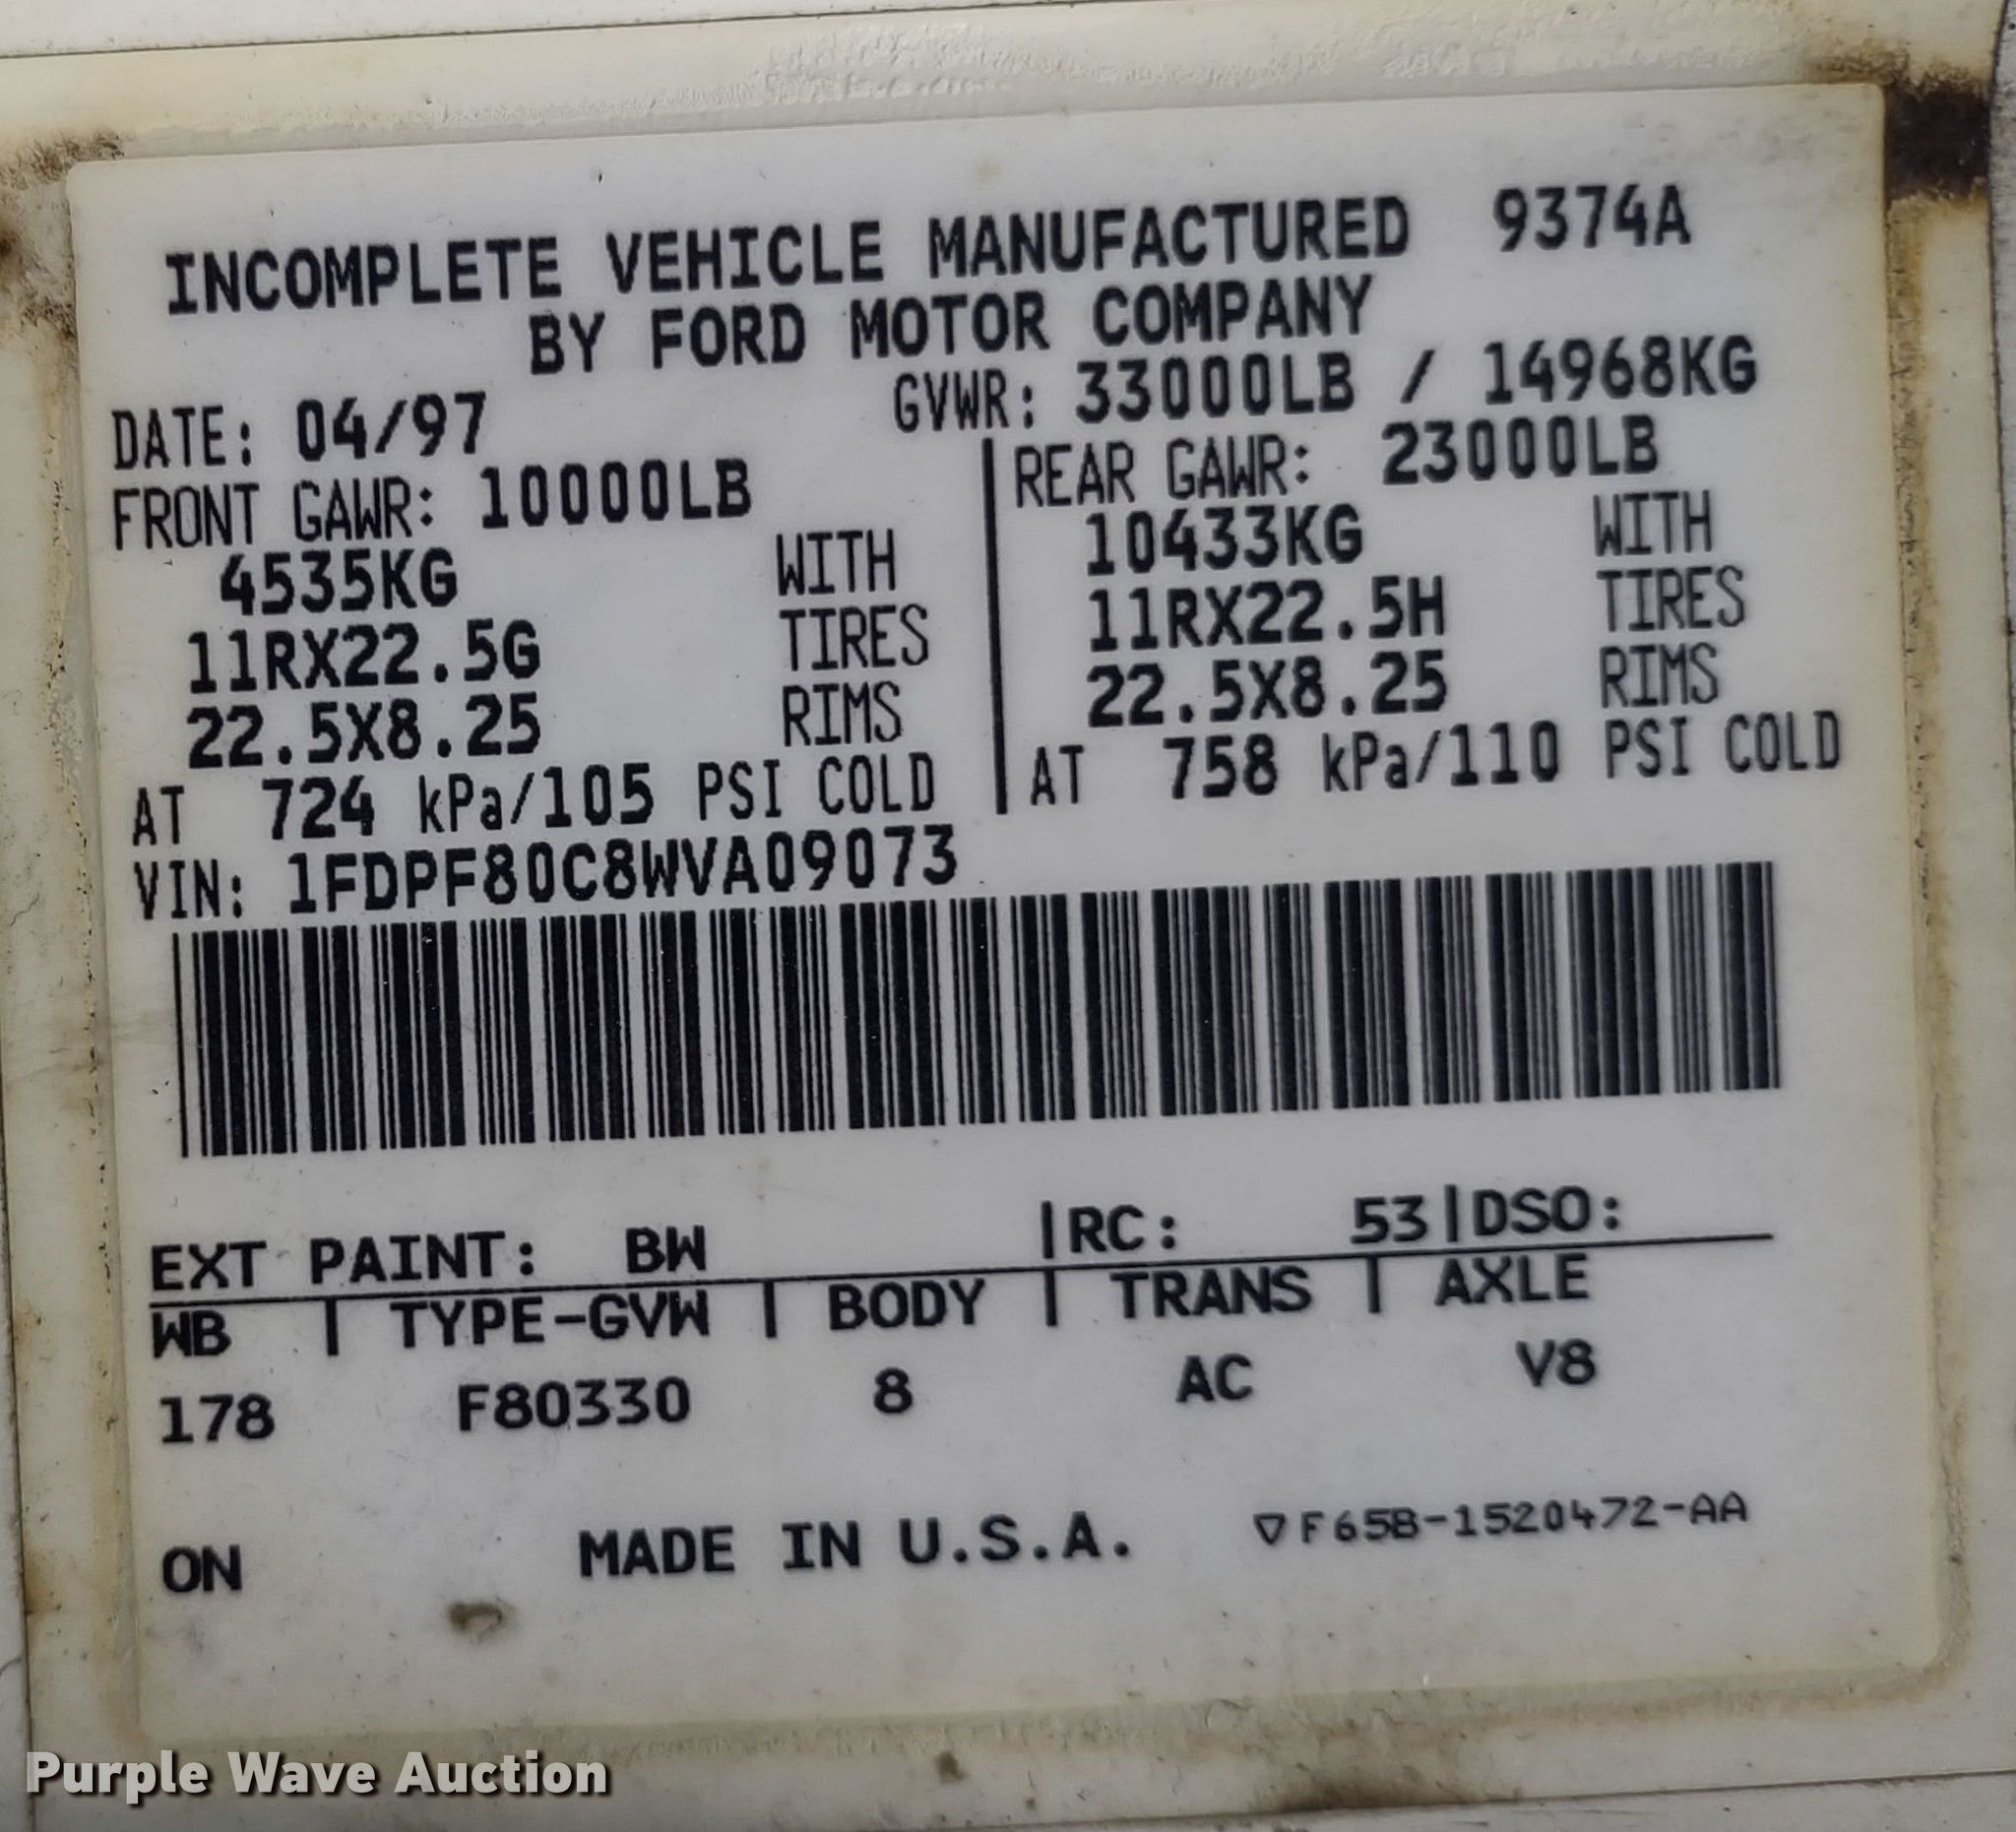 INCOMPLETE VEHICLE MANUFACTURED 9374A
BY FORD MOTOR COMPANY
DATE: 04/97 GVWR: 33000LB / 14968KG
FRONT GAWR: 10000LB
4535KG WITH
11RX22.5G TIRES
22.5X8.25 RIMS
AT 724 kPa/105 PSI COLD
REAR GAWR: 23000LB
10433KG WITH
11RX22.5H TIRES
22.5X8.25 RIMS
AT 758 kPa/110 PSI COLD
VIN: 1FDPF80C8WVA09073
EXT PAINT: BW |RC: 53|DSO:
WB | TYPE-GVW | BODY | TRANS | AXLE
178 F80330 8 AC V8
ON MADE IN U.S.A. ▽F65B-1520472-AA
Purple Wave Auction